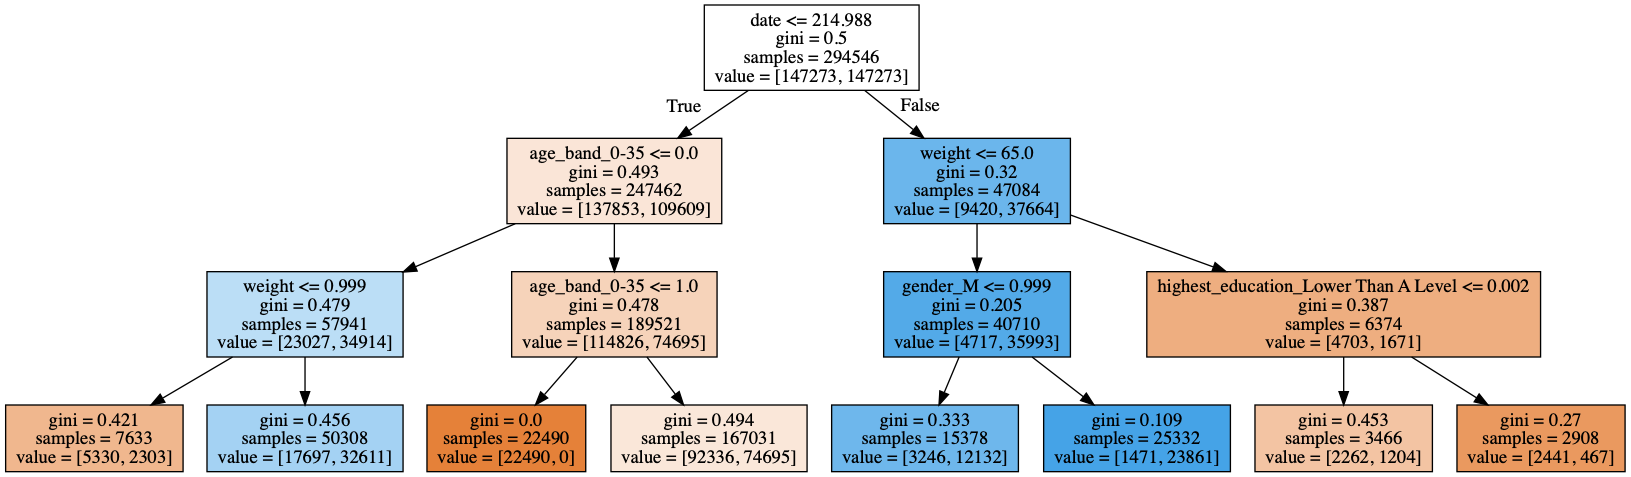 date <= 214.988
gini = 0.5
samples = 294546
value = [147273, 147273]
True
False
age_band_0-35 <= 0.0
gini = 0.493
samples = 247462
value = [137853, 109609]
weight <= 65.0
gini = 0.32
samples = 47084
value = [9420, 37664]
weight <= 0.999
gini = 0.479
samples = 57941
value = [23027, 34914]
age_band_0-35 <= 1.0
gini = 0.478
samples = 189521
value = [114826, 74695]
gender_M <= 0.999
gini = 0.205
samples = 40710
value = [4717, 35993]
highest_education_Lower Than A Level <= 0.002
gini = 0.387
samples = 6374
value = [4703, 1671]
gini = 0.421
samples = 7633
value = [5330, 2303]
gini = 0.456
samples = 50308
value = [17697, 32611]
gini = 0.0
samples = 22490
value = [22490, 0]
gini = 0.494
samples = 167031
value = [92336, 74695]
gini = 0.333
samples = 15378
value = [3246, 12132]
gini = 0.109
samples = 25332
value = [1471, 23861]
gini = 0.453
samples = 3466
value = [2262, 1204]
gini = 0.27
samples = 2908
value = [2441, 467]